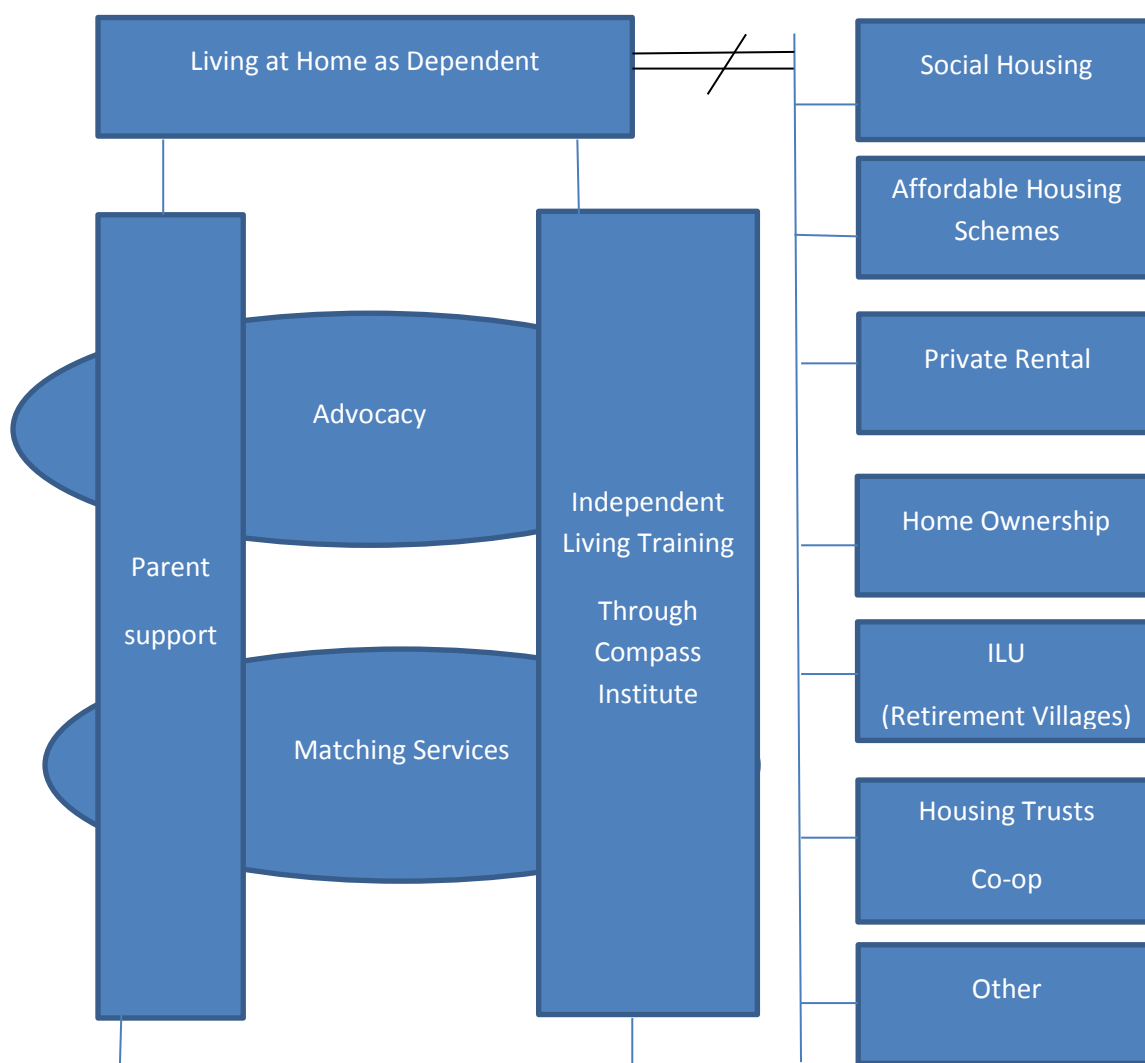 Living at Home as Dependent
Advocacy
Matching Services
Parent
support
Independent
Living Training
Through
Compass
Institute
Social Housing
Affordable Housing
Schemes
Private Rental
Home Ownership
ILU
(Retirement Villages)
Housing Trusts
Co-op
Other